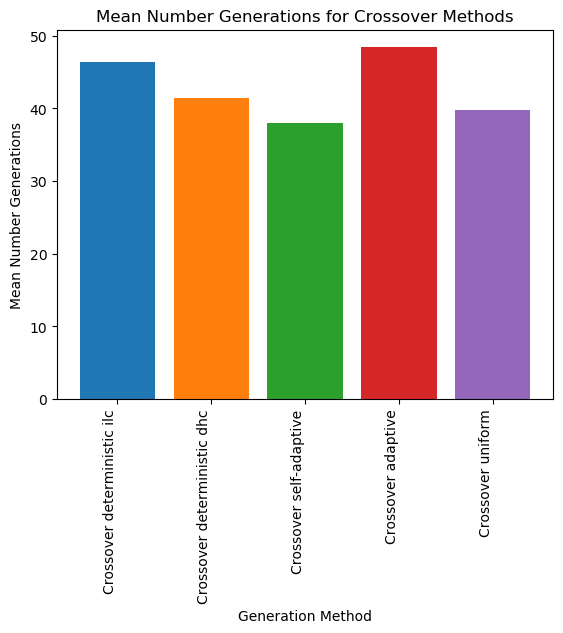 Mean Number Generations for Crossover Methods
Mean Number Generations
50
40
30
20
10
0
Crossover deterministic ilc
Crossover deterministic dhc
Crossover self-adaptive
Crossover adaptive
Crossover uniform
Generation Method